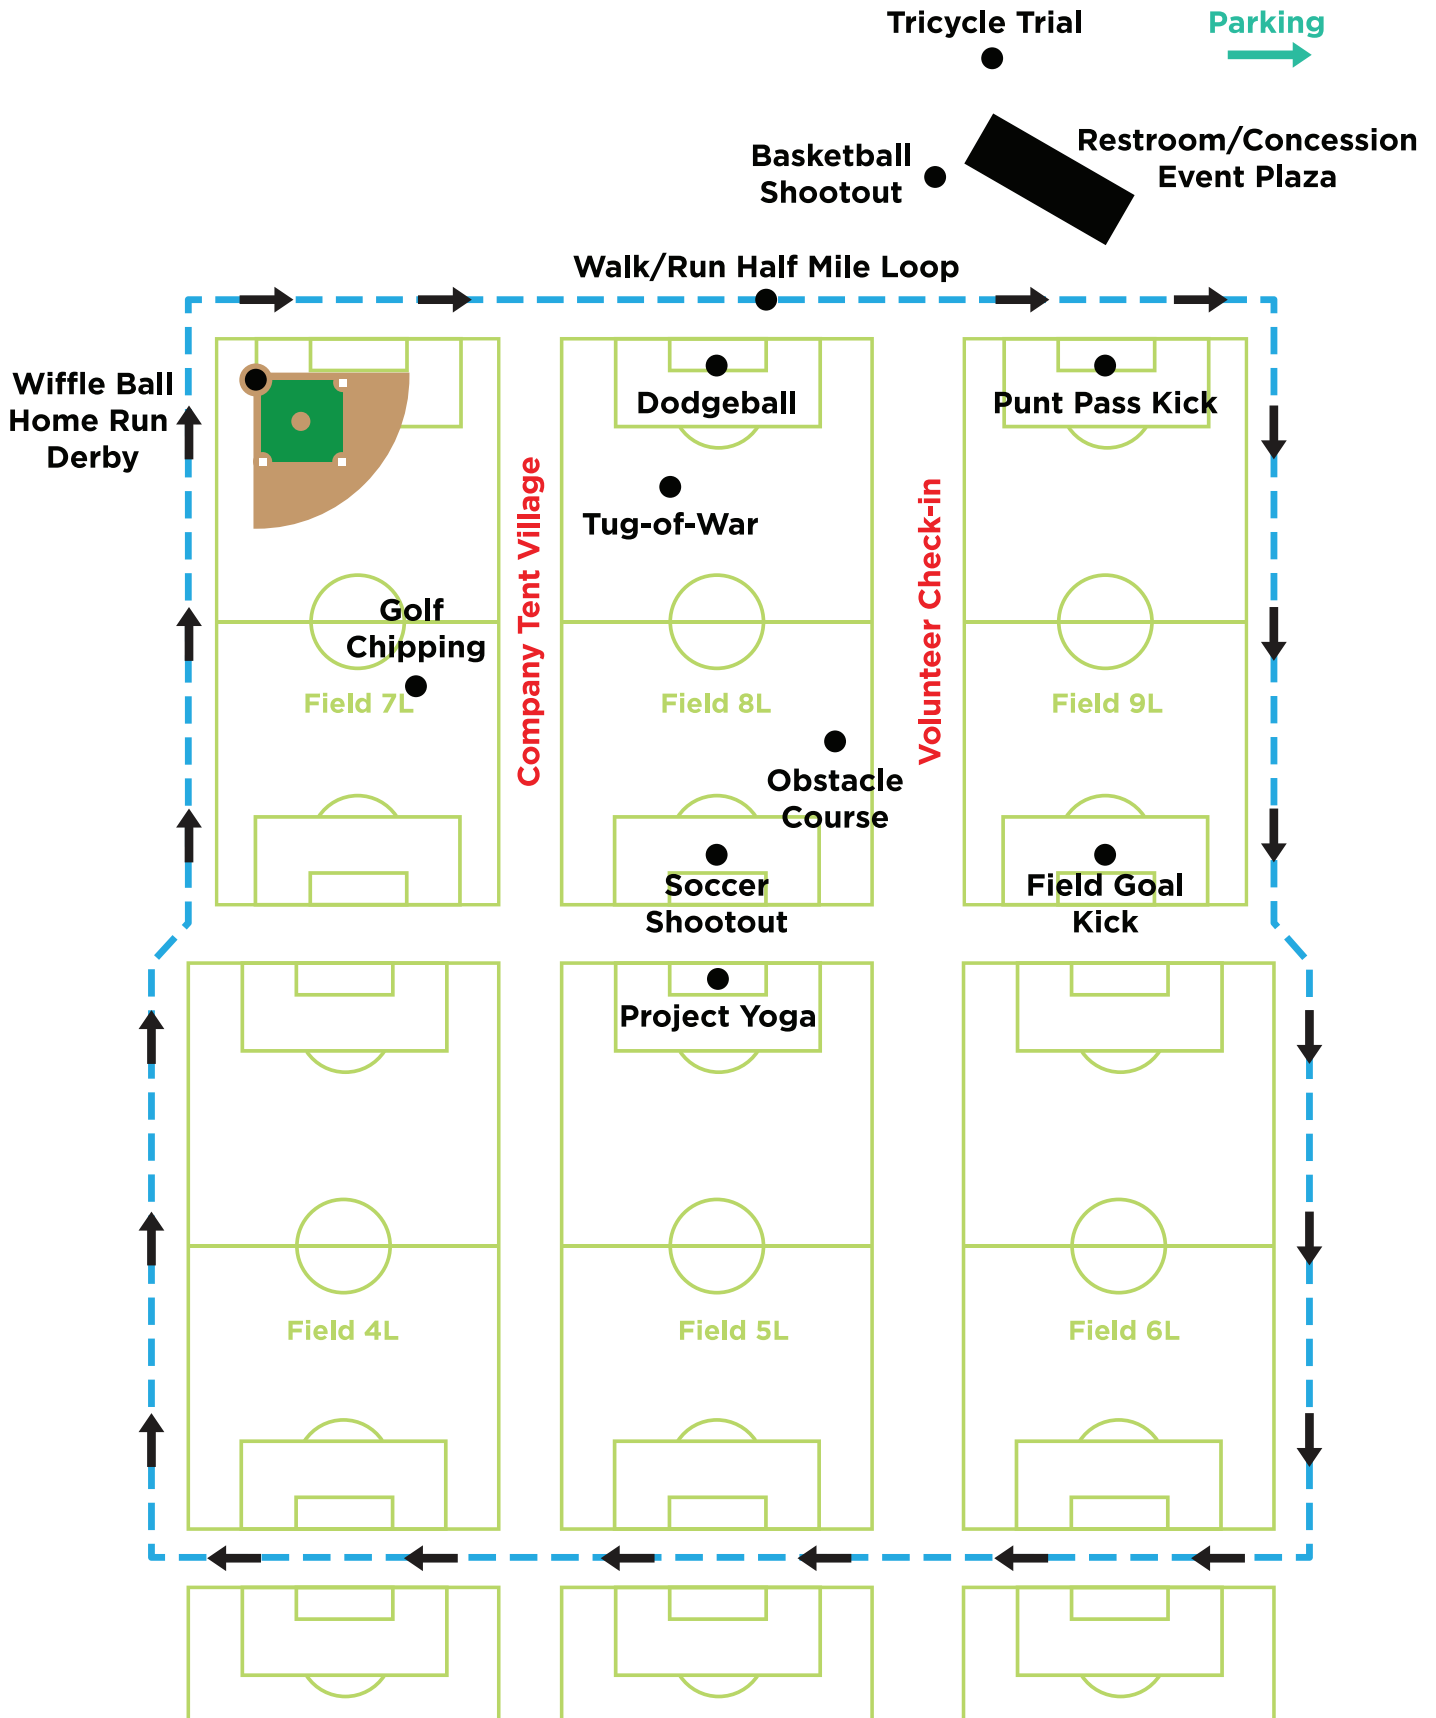 Tricycle Trial
Parking
Restroom/Concession
Event Plaza
Basketball
Shootout
Walk/Run Half Mile Loop
Wiffle Ball
Home Run
Derby
Dodgeball
Punt Pass Kick
Tug-of-War
Company Tent Village
Volunteer Check-in
Golf
Chipping
Field 7L
Field 8L
Field 9L
Obstacle
Course
Soccer
Shootout
Field Goal
Kick
Project Yoga
Field 4L
Field 5L
Field 6L